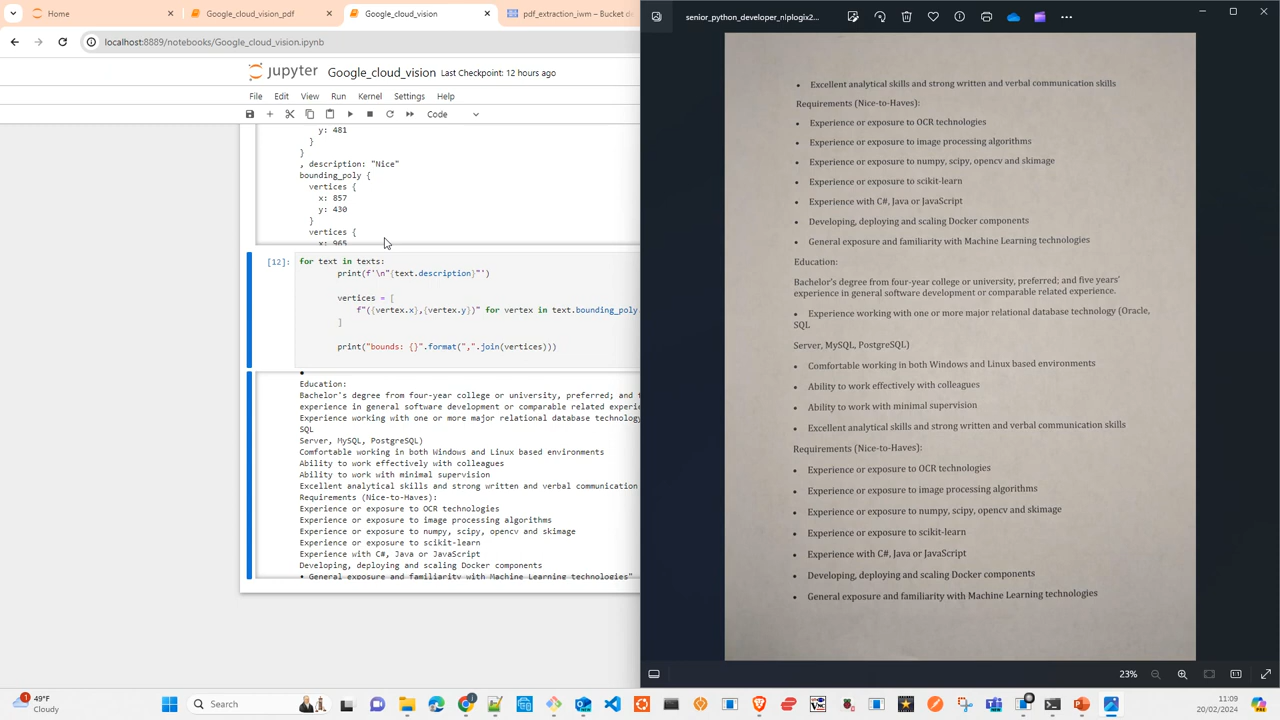 Home
Google_cloud_vision_pdf
Google_cloud_vision
pdf_extraction_iwm – Bucket de
localhost:8889/notebooks/Google_cloud_vision.ipynb
jupyter Google_cloud_vision Last Checkpoint: 12 hours ago
File Edit View Run Kernel Settings Help
Code
y: 481
}
}
, description: "Nice"
bounding_poly {
vertices {
x: 857
y: 430
}
vertices {
x: 965
[12]:
for text in texts:
print(f'\n"{text.description}"')
vertices = [
f"({vertex.x},{vertex.y})" for vertex in text.bounding_poly.
]
print("bounds: {}".format(",".join(vertices)))
•
Education:
Bachelor's degree from four-year college or university, preferred; and
experience in general software development or comparable related experie
Experience working with one or more major relational database technology
SQL
Server, MySQL, PostgreSQL)
Comfortable working in both Windows and Linux based environments
Ability to work effectively with colleagues
Ability to work with minimal supervision
Excellent analytical skills and strong written and verbal communication
Requirements (Nice-to-Haves):
Experience or exposure to OCR technologies
Experience or exposure to image processing algorithms
Experience or exposure to numpy, scipy, opencv and skimage
Experience or exposure to scikit-learn
Experience with C#, Java or JavaScript
Developing, deploying and scaling Docker components
• General exposure and familiarity with Machine Learning technologies"
senior_python_developer_nlplogix2...
• Excellent analytical skills and strong written and verbal communication skills
Requirements (Nice-to-Haves):
• Experience or exposure to OCR technologies
• Experience or exposure to image processing algorithms
• Experience or exposure to numpy, scipy, opencv and skimage
• Experience or exposure to scikit-learn
• Experience with C#, Java or JavaScript
• Developing, deploying and scaling Docker components
• General exposure and familiarity with Machine Learning technologies
Education:
Bachelor's degree from four-year college or university, preferred; and five years'
experience in general software development or comparable related experience.
• Experience working with one or more major relational database technology (Oracle,
SQL
Server, MySQL, PostgreSQL)
• Comfortable working in both Windows and Linux based environments
• Ability to work effectively with colleagues
• Ability to work with minimal supervision
• Excellent analytical skills and strong written and verbal communication skills
Requirements (Nice-to-Haves):
• Experience or exposure to OCR technologies
• Experience or exposure to image processing algorithms
• Experience or exposure to numpy, scipy, opencv and skimage
• Experience or exposure to scikit-learn
• Experience with C#, Java or JavaScript
• Developing, deploying and scaling Docker components
• General exposure and familiarity with Machine Learning technologies
23%
1
49°F
Cloudy
Search
11:09
20/02/2024